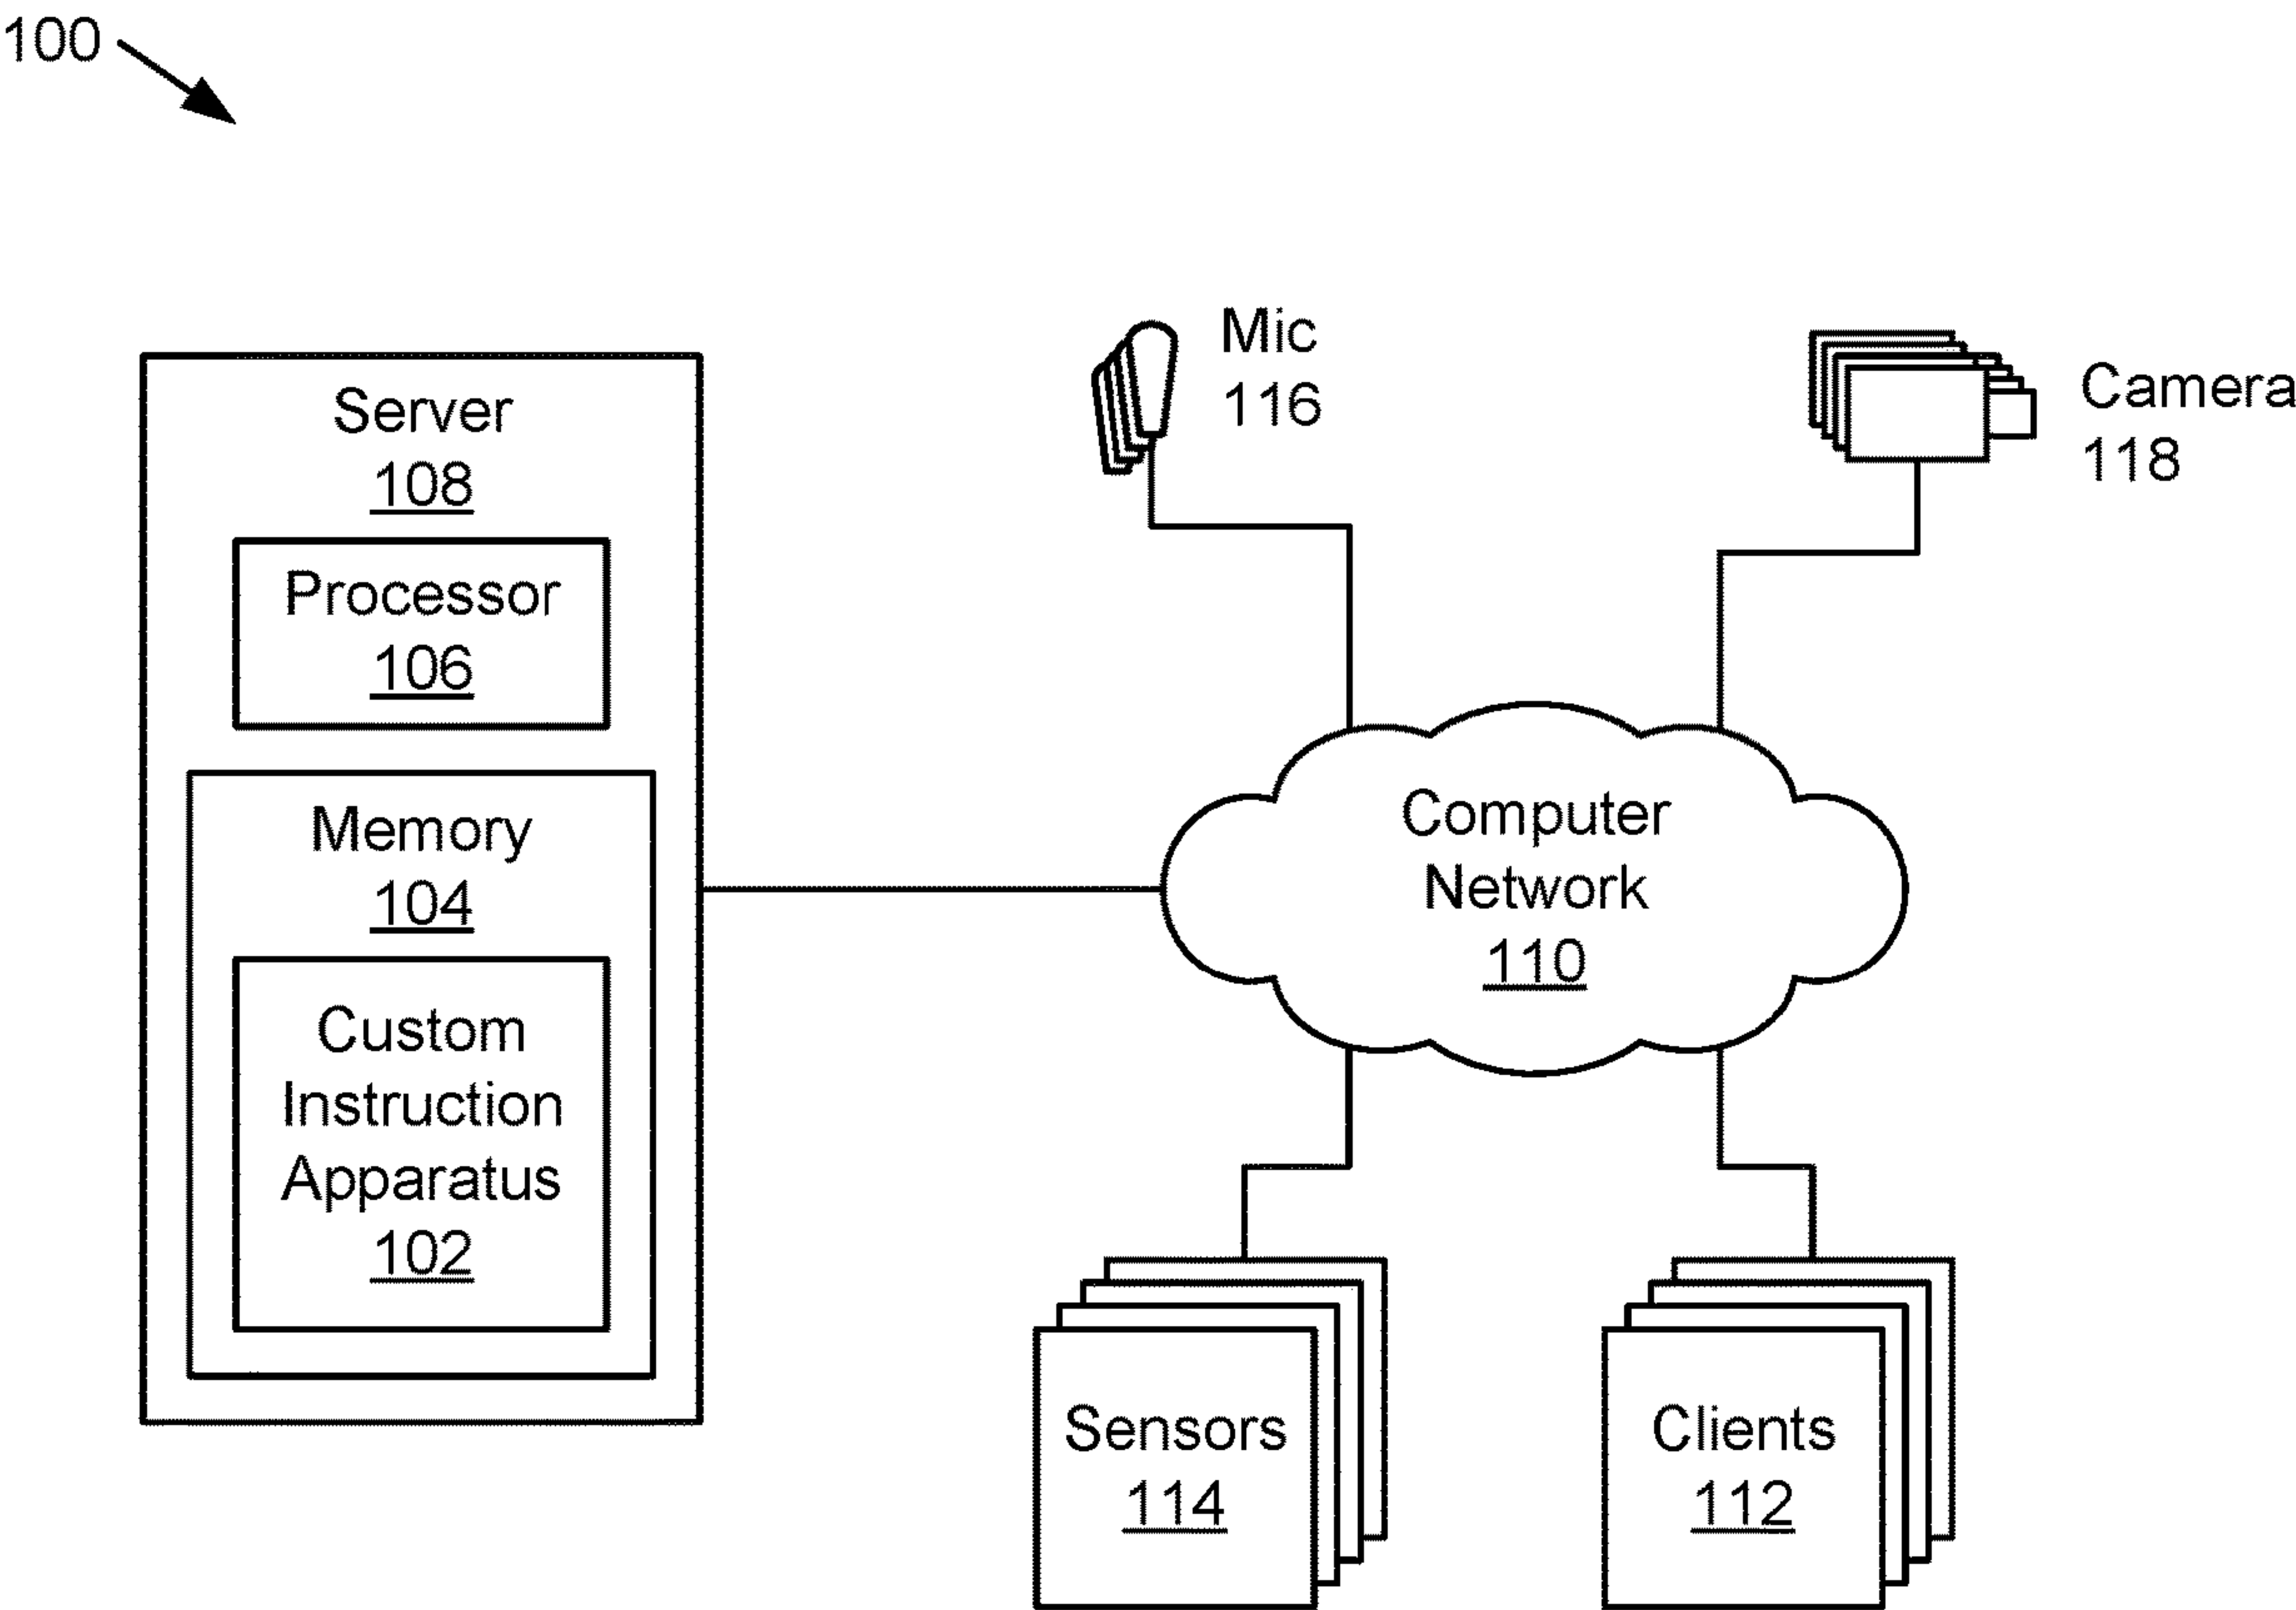 100
Server
108
Processor
106
Memory
104
Custom
Instruction
Apparatus
102
Mic
116
Camera
118
Computer
Network
110
Sensors
114
Clients
112